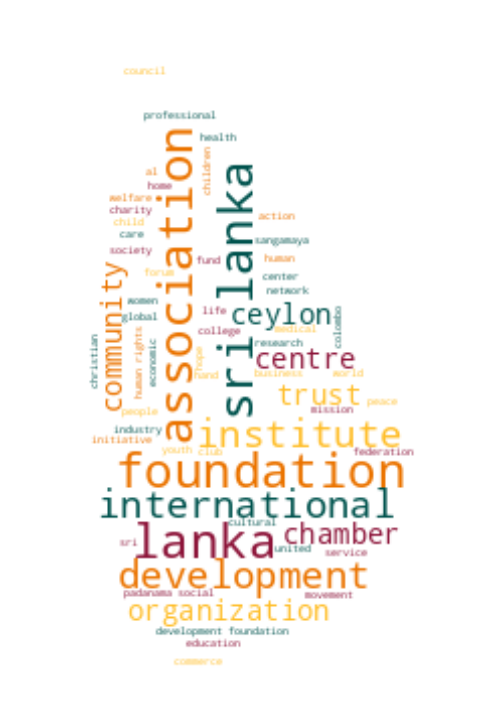 council
professional
health
association
children
sri lanka
al
home
welfare
charity
child
care
action
society
sangamaya
fund
human
community
forum
center
network
women
global
life
ceylon
colombo
christian
human rights
economic
college
medical
research
hope
centre
hand
business
world
trust
people
mission
peace
industry
institute
initiative
youth
club
federation
foundation
international
cultural
lanka
chamber
sri
united
service
development
padanama
social
movement
organization
development foundation
education
commerce